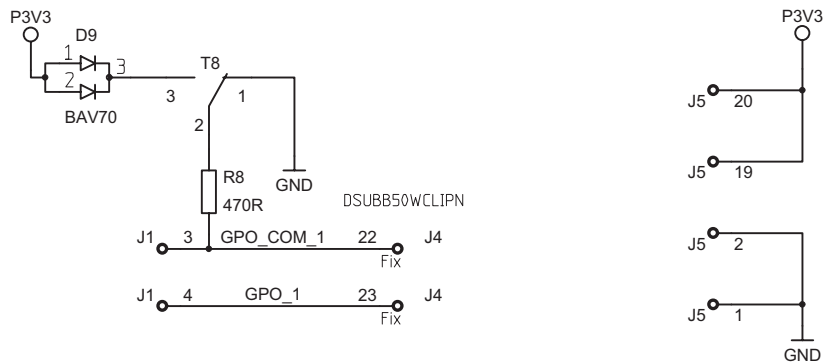 P3V3
D9
1
3
2
BAV70
T8
3
1
2
R8
470R
GND
DSUBB50WCLIPN
J1 3 GPO_COM_1 22 J4
Fix
J1 4 GPO_1 23 J4
Fix
P3V3
J5 20
J5 19
J5 2
J5 1
GND